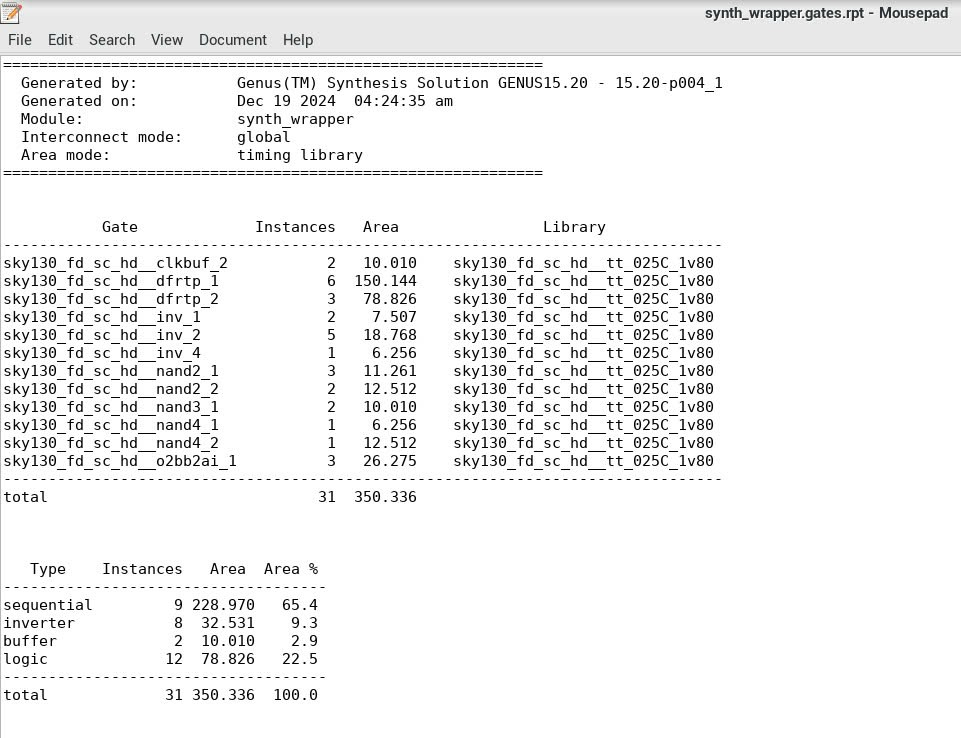 synth_wrapper.gates.rpt - Mousepad
File Edit Search View Document Help
============================================================
  Generated by:           Genus(TM) Synthesis Solution GENUS15.20 - 15.20-p004_1
  Generated on:           Dec 19 2024  04:24:35 am
  Module:                 synth_wrapper
  Interconnect mode:      global
  Area mode:              timing library
============================================================
           Gate             Instances   Area                Library
--------------------------------------------------------------------------------
sky130_fd_sc_hd__clkbuf_2           2   10.010    sky130_fd_sc_hd__tt_025C_1v80
sky130_fd_sc_hd__dfrtp_1            6  150.144    sky130_fd_sc_hd__tt_025C_1v80
sky130_fd_sc_hd__dfrtp_2            3   78.826    sky130_fd_sc_hd__tt_025C_1v80
sky130_fd_sc_hd__inv_1              2    7.507    sky130_fd_sc_hd__tt_025C_1v80
sky130_fd_sc_hd__inv_2              5   18.768    sky130_fd_sc_hd__tt_025C_1v80
sky130_fd_sc_hd__inv_4              1    6.256    sky130_fd_sc_hd__tt_025C_1v80
sky130_fd_sc_hd__nand2_1            3   11.261    sky130_fd_sc_hd__tt_025C_1v80
sky130_fd_sc_hd__nand2_2            2   12.512    sky130_fd_sc_hd__tt_025C_1v80
sky130_fd_sc_hd__nand3_1            2   10.010    sky130_fd_sc_hd__tt_025C_1v80
sky130_fd_sc_hd__nand4_1            1    6.256    sky130_fd_sc_hd__tt_025C_1v80
sky130_fd_sc_hd__nand4_2            1   12.512    sky130_fd_sc_hd__tt_025C_1v80
sky130_fd_sc_hd__o2bb2ai_1          3   26.275    sky130_fd_sc_hd__tt_025C_1v80
--------------------------------------------------------------------------------
total                              31  350.336
   Type    Instances   Area  Area %
------------------------------------
sequential         9 228.970   65.4
inverter           8  32.531    9.3
buffer             2  10.010    2.9
logic             12  78.826   22.5
------------------------------------
total             31 350.336  100.0